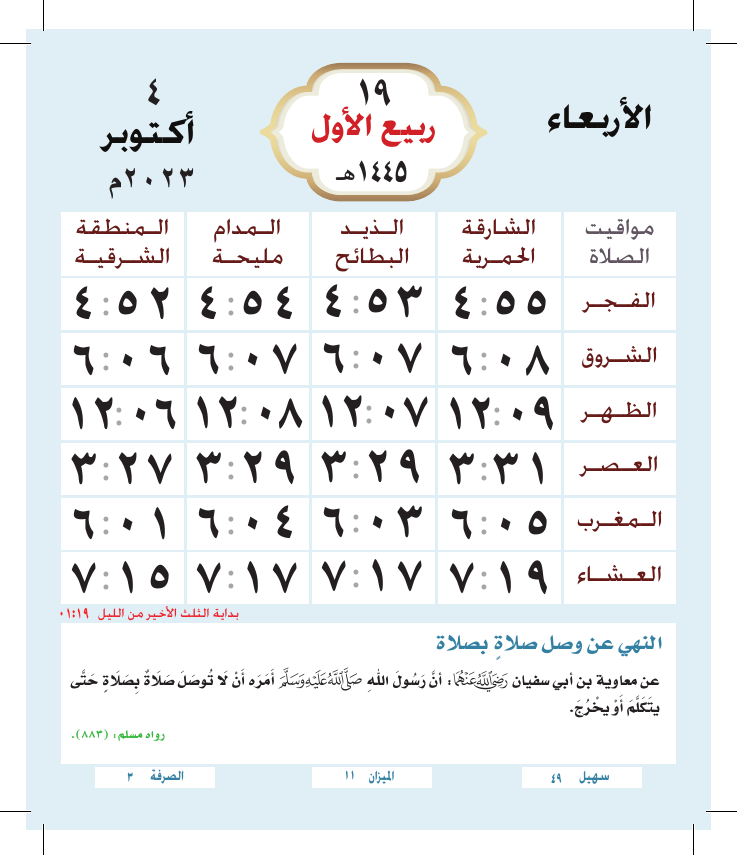 الأربعاء
١٩
ربيع الأول
١٤٤٥هـ
٤
أكتوبر
٢٠٢٣م
مواقيت الصلاة
الشارقة الحمرية
الذيد البطائح
المدام مليحة
المنطقة الشرقية
الفجر ٤:٥٥ ٤:٥٣ ٤:٥٤ ٤:٥٢
الشروق ٦:٠٨ ٦:٠٧ ٦:٠٧ ٦:٠٦
الظهر ١٢:٠٩ ١٢:٠٧ ١٢:٠٨ ١٢:٠٦
العصر ٣:٣١ ٣:٢٩ ٣:٢٩ ٣:٢٧
المغرب ٦:٠٥ ٦:٠٣ ٦:٠٤ ٦:٠١
العشاء ٧:١٩ ٧:١٧ ٧:١٧ ٧:١٥
بداية الثلث الأخير من الليل ٠١:١٩
النهي عن وصل صلاةٍ بصلاة
عن معاوية بن أبي سفيان رَضِيَ اللَّهُ عَنْهُمَا: أنَّ رَسُولَ اللهِ صَلَّى اللَّهُ عَلَيْهِ وَسَلَّمَ أَمَرَه أَنْ لَا تُوصَلَ صَلَاةٌ بِصَلَاةٍ حَتَّى
يتَكَلَّمَ أَوْ يخْرُجَ.
رواه مسلم: (٨٨٣).
سهيل ٤٩
الميزان ١١
الصرفة ٣